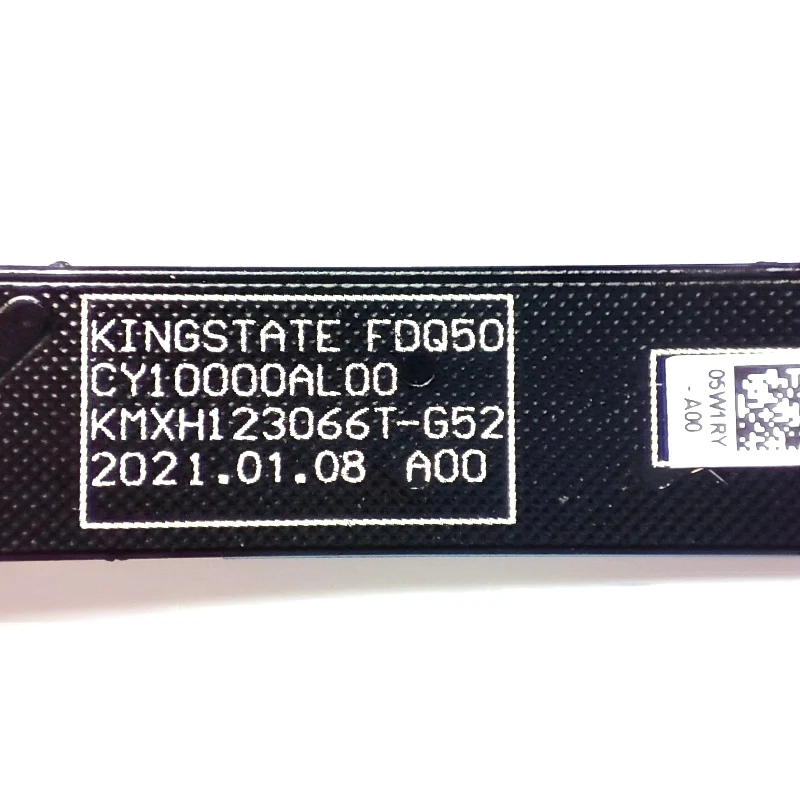 KINGSTATE FDQ50
CY10000AL00
KMXH123066T-G52
2021.01.08 A00
05W1RY
-A00